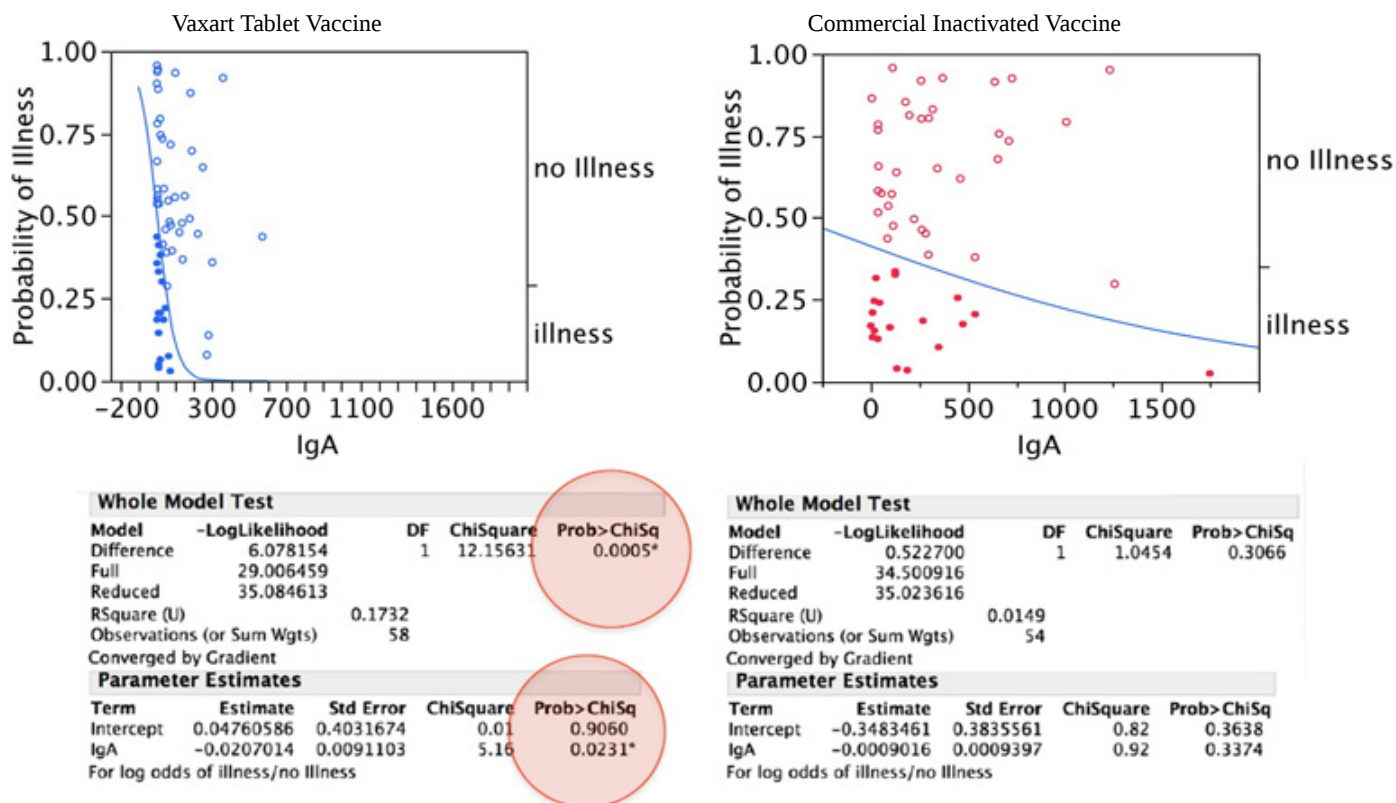 Vaxart Tablet Vaccine
Probability of Illness
1.00
0.75
0.50
0.25
0.00
no Illness
illness
−200 300 700 1100 1600
IgA
Commercial Inactivated Vaccine
Probability of Illness
1.00
0.75
0.50
0.25
0.00
no Illness
illness
0 500 1000 1500
IgA
Whole Model Test
Model −LogLikelihood DF ChiSquare Prob>ChiSq
Difference 6.078154 1 12.15631 0.0005*
Full 29.006459
Reduced 35.084613
RSquare (U) 0.1732
Observations (or Sum Wgts) 58
Converged by Gradient
Parameter Estimates
Term Estimate Std Error ChiSquare Prob>ChiSq
Intercept 0.04760586 0.4031674 0.01 0.9060
IgA −0.0207014 0.0091103 5.16 0.0231*
For log odds of illness/no Illness
Whole Model Test
Model −LogLikelihood DF ChiSquare Prob>ChiSq
Difference 0.522700 1 1.0454 0.3066
Full 34.500916
Reduced 35.023616
RSquare (U) 0.0149
Observations (or Sum Wgts) 54
Converged by Gradient
Parameter Estimates
Term Estimate Std Error ChiSquare Prob>ChiSq
Intercept −0.3483461 0.3835561 0.82 0.3638
IgA −0.0009016 0.0009397 0.92 0.3374
For log odds of illness/no Illness